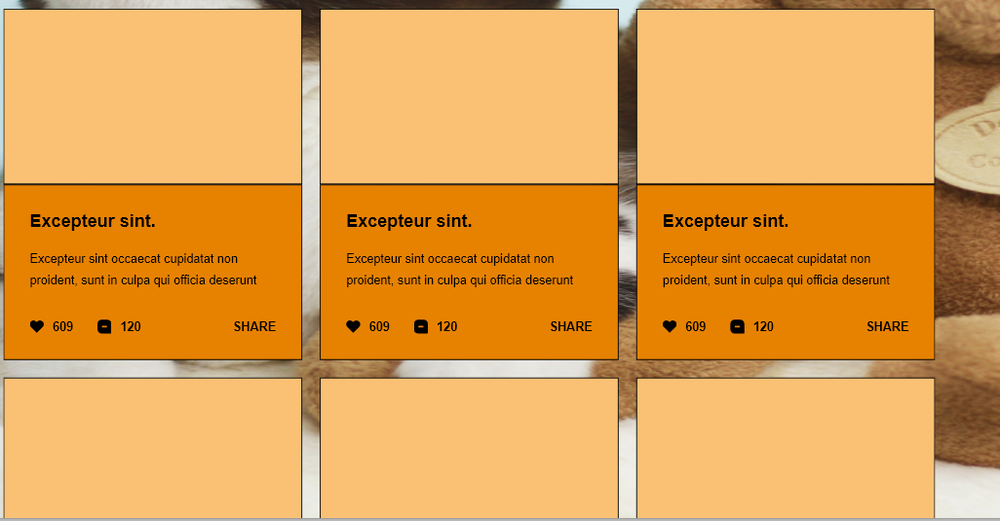 Excepteur sint.
Excepteur sint occaecat cupidatat non
proident, sunt in culpa qui officia deserunt
609 120 SHARE
Excepteur sint.
Excepteur sint occaecat cupidatat non
proident, sunt in culpa qui officia deserunt
609 120 SHARE
Excepteur sint.
Excepteur sint occaecat cupidatat non
proident, sunt in culpa qui officia deserunt
609 120 SHARE